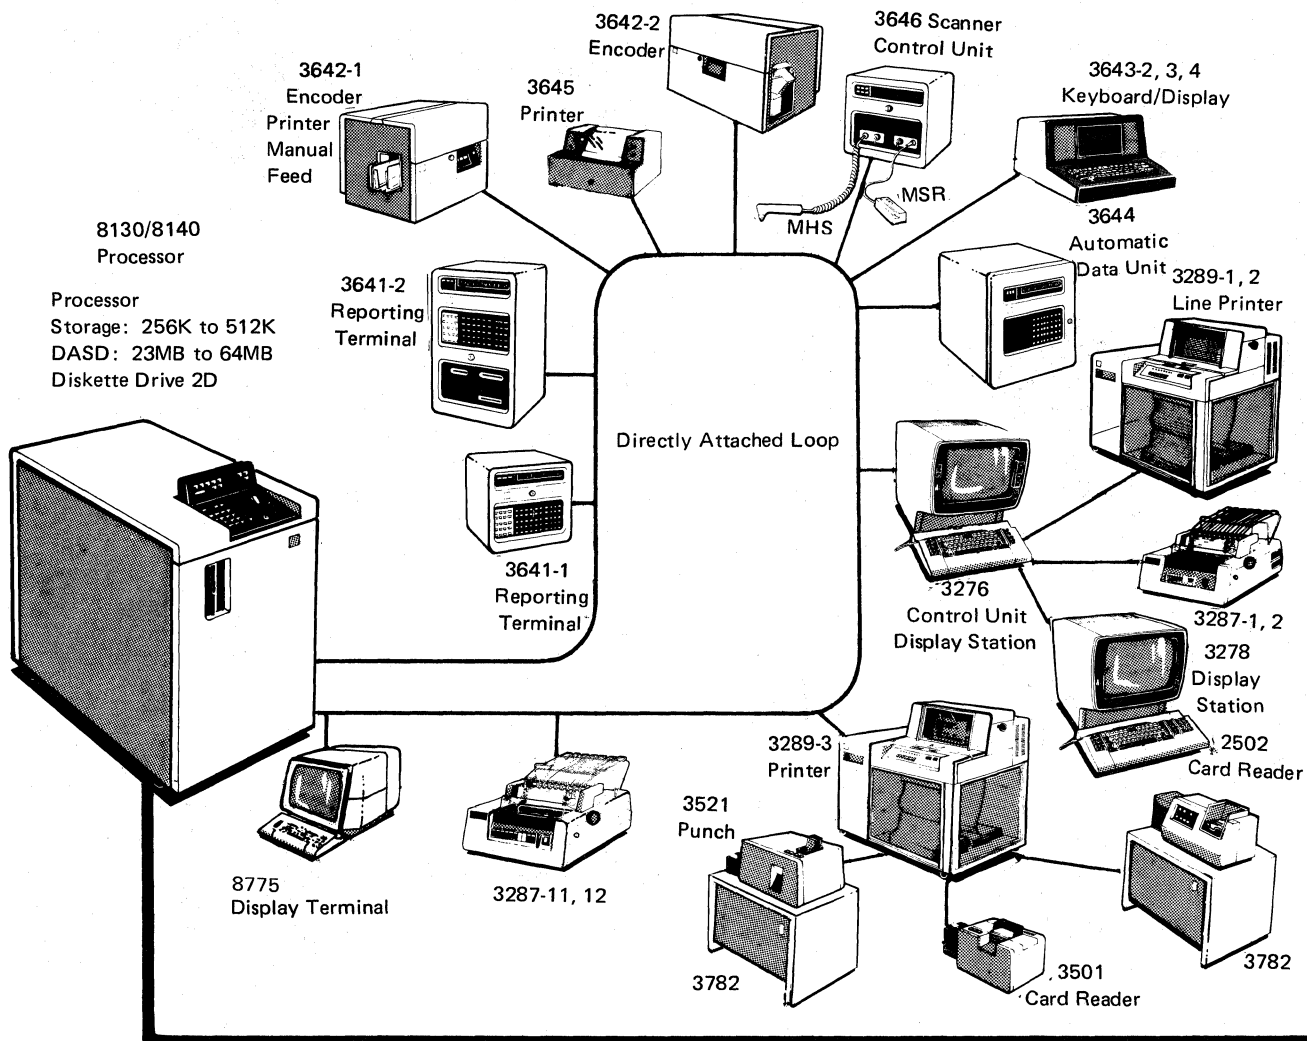 3642-2
Encoder
3646 Scanner
Control Unit
3642-1
Encoder
Printer
Manual
Feed
3645
Printer
3643-2, 3, 4
Keyboard/Display
MSR
MHS
3644
Automatic
Data Unit
8130/8140
Processor
Processor
Storage: 256K to 512K
DASD: 23MB to 64MB
Diskette Drive 2D
3641-2
Reporting
Terminal
3289-1, 2
Line Printer
Directly Attached Loop
3641-1
Reporting
Terminal
3276
Control Unit
Display Station
3287-1, 2
3278
Display
Station
3289-3
Printer
2502
Card Reader
3521
Punch
8775
Display Terminal
3287-11, 12
3782
3501
Card Reader
3782